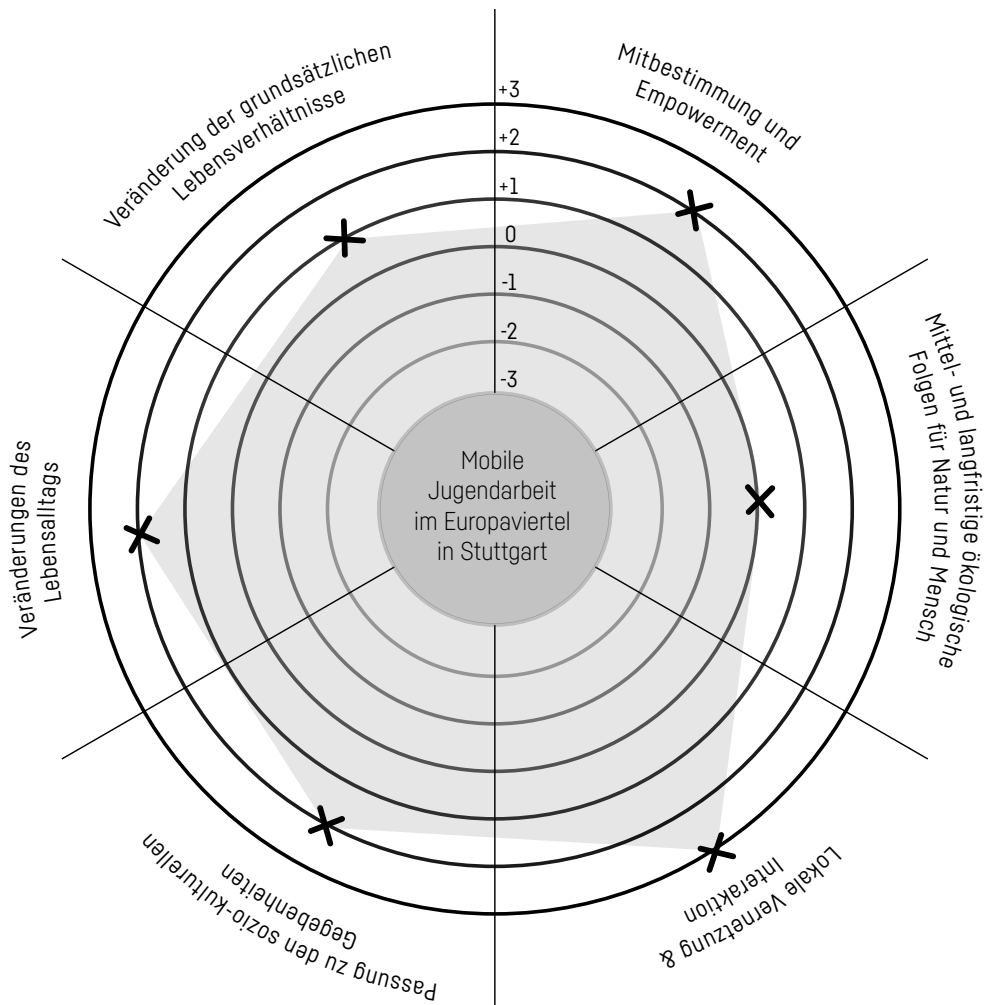 Veränderung der grundsätzlichen
Lebensverhältnisse
Mitbestimmung und
Empowerment
+3
+2
+1
0
-1
-2
-3
Mobile
Jugendarbeit
im Europaviertel
in Stuttgart
Mittel- und langfristige ökologische
Folgen für Natur und Mensch
Veränderungen des
Lebensalltags
Passung zu den sozio-kulturellen
Gegebenheiten
Lokale Vernetzung &
Interaktion